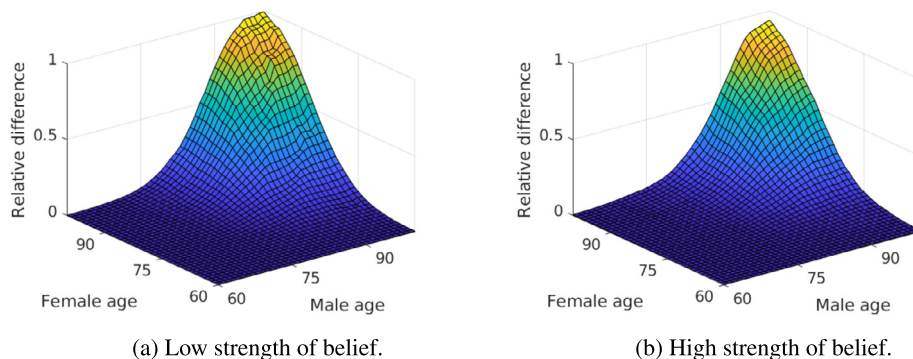 1
0.5
0
Relative difference
90
75
60
Female age
60
75
90
Male age
(a) Low strength of belief.
1
0.5
0
Relative difference
90
75
60
Female age
60
75
90
Male age
(b) High strength of belief.